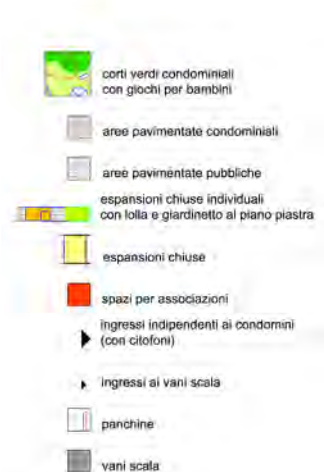 corti verdi condominiali
con giochi per bambini
aree pavimentate condominiali
aree pavimentate pubbliche
espansioni chiuse individuali
con lolla e giardinetto al piano piastra
espansioni chiuse
spazi per associazioni
ingressi indipendenti ai condomini
(con citofoni)
ingressi ai vani scala
panchine
vani scala